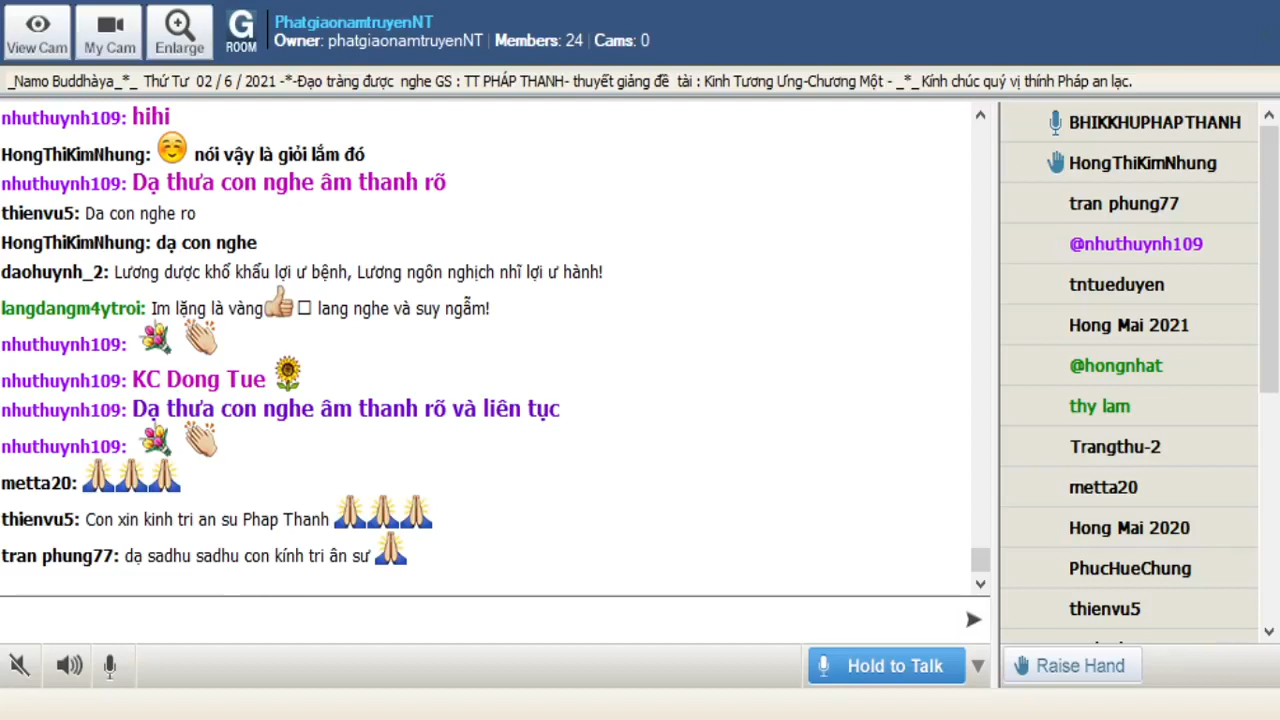 View Cam
My Cam
Enlarge
G
ROOM
PhatgiaonamtruyenNT
Owner: phatgiaonamtruyenNT | Members: 24 | Cams: 0
_Namo Buddhàya_*_ Thứ Tư 02 / 6 / 2021 -*-Đạo tràng được nghe GS : TT PHÁP THANH- thuyết giảng đề tài : Kinh Tương Ưng-Chương Một - _*_ Kính chúc quý vị thính Pháp an lạc.
nhuthuynh109: hihi
HongThiKimNhung: nói vậy là giỏi lắm đó
nhuthuynh109: Dạ thưa con nghe âm thanh rõ
thienvu5: Da con nghe ro
HongThiKimNhung: dạ con nghe
daohuynh_2: Lương dược khổ khẩu lợi ư bệnh, Lương ngôn nghịch nhĩ lợi ư hành!
langdangm4ytroi: Im lặng là vàng lang nghe và suy ngẫm!
nhuthuynh109:
nhuthuynh109: KC Dong Tue
nhuthuynh109: Dạ thưa con nghe âm thanh rõ và liên tục
nhuthuynh109:
metta20:
thienvu5: Con xin kinh tri an su Phap Thanh
tran phung77: dạ sadhu sadhu con kính tri ân sư
BHIKKHUPHAPTHANH
HongThiKimNhung
tran phung77
@nhuthuynh109
tntueduyen
Hong Mai 2021
@hongnhat
thy lam
Trangthu-2
metta20
Hong Mai 2020
PhucHueChung
thienvu5
Hold to Talk
Raise Hand